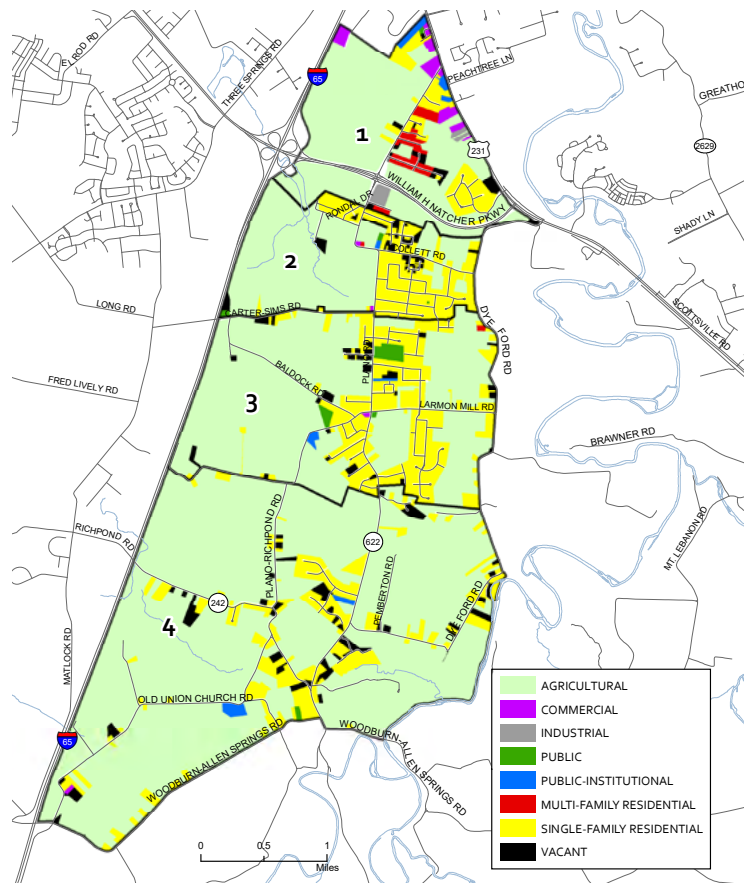 ELROD RD
THREE SPRINGS RD
65
PEACHTREE LN
GREATHO
1
231
2629
WILLIAM H NATCHER PKWY
RONDAL DR
SHADY LN
COLLETT RD
2
LONG RD
CARTER-SIMS RD
DYE FORD RD
SCOTTSVILLE RD
PLANO RD
BALDOCK RD
FRED LIVELY RD
3
LARMON MILL RD
BRAWNER RD
PLANO-RICHPOND RD
MT. LEBANON RD
RICHPOND RD
622
PEMBERTON RD
242
DYE FORD RD
4
MATLOCK RD
OLD UNION CHURCH RD
65
WOODBURN-ALLEN SPRINGS RD
WOODBURN-ALLEN SPRINGS RD
AGRICULTURAL
COMMERCIAL
INDUSTRIAL
PUBLIC
PUBLIC-INSTITUTIONAL
MULTI-FAMILY RESIDENTIAL
SINGLE-FAMILY RESIDENTIAL
VACANT
0 0.5 1
Miles